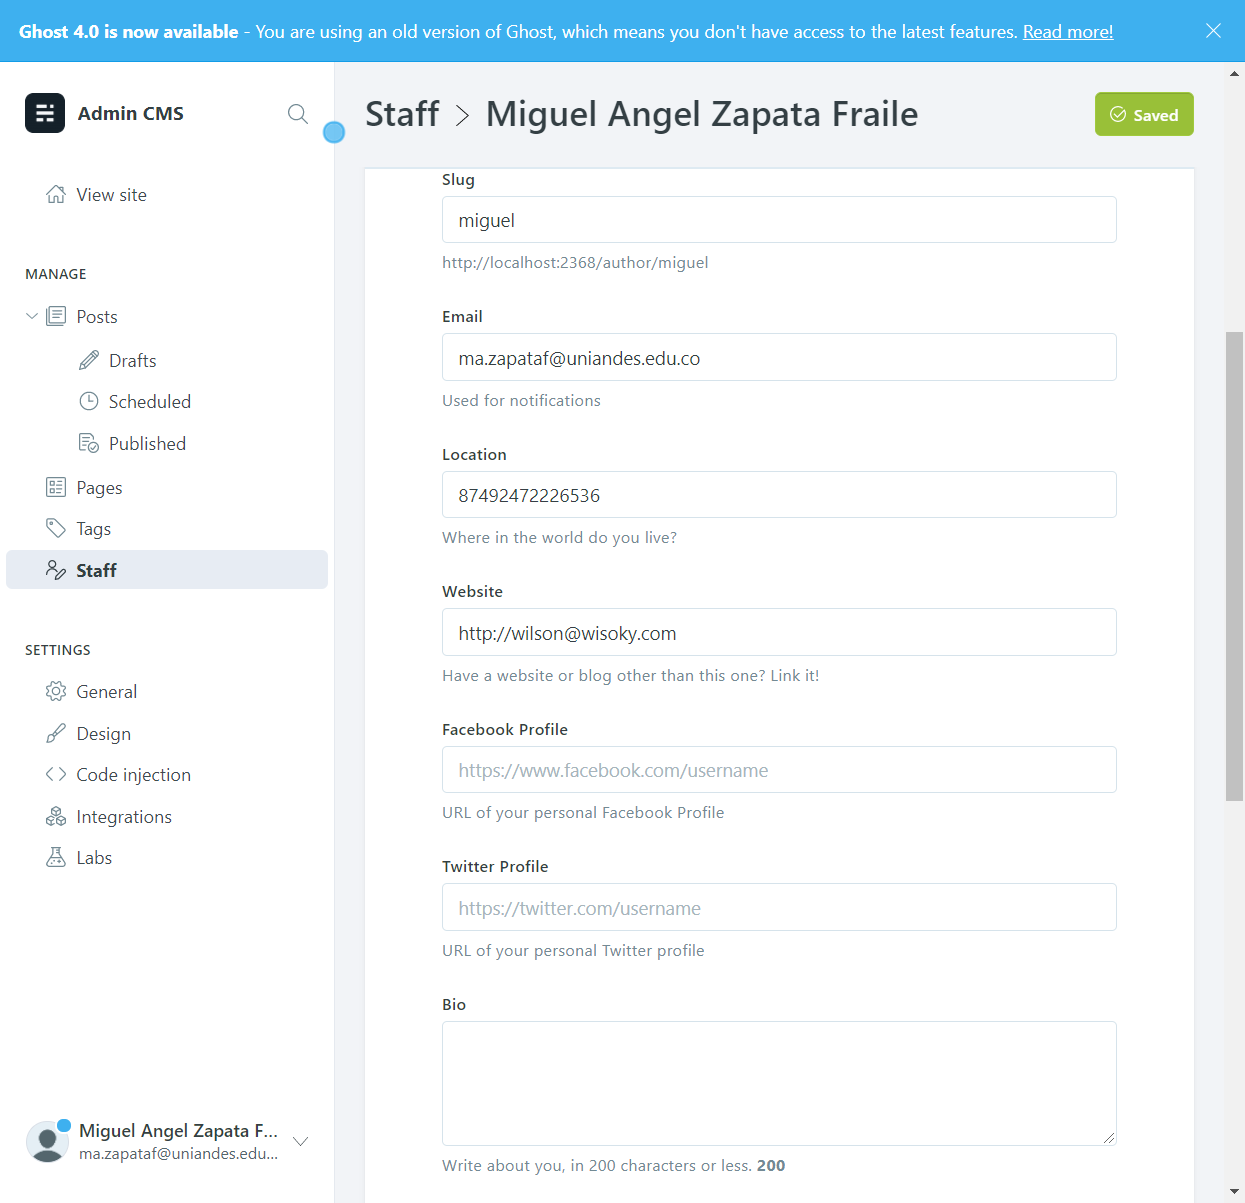 Ghost 4.0 is now available - You are using an old version of Ghost, which means you don't have access to the latest features. Read more!
Admin CMS
View site
MANAGE
Posts
Drafts
Scheduled
Published
Pages
Tags
Staff
SETTINGS
General
Design
Code injection
Integrations
Labs
Miguel Angel Zapata F...
ma.zapataf@uniandes.edu...
Staff > Miguel Angel Zapata Fraile
Saved
Slug
miguel
http://localhost:2368/author/miguel
Email
ma.zapataf@uniandes.edu.co
Used for notifications
Location
87492472226536
Where in the world do you live?
Website
http://wilson@wisoky.com
Have a website or blog other than this one? Link it!
Facebook Profile
https://www.facebook.com/username
URL of your personal Facebook Profile
Twitter Profile
https://twitter.com/username
URL of your personal Twitter profile
Bio
Write about you, in 200 characters or less. 200